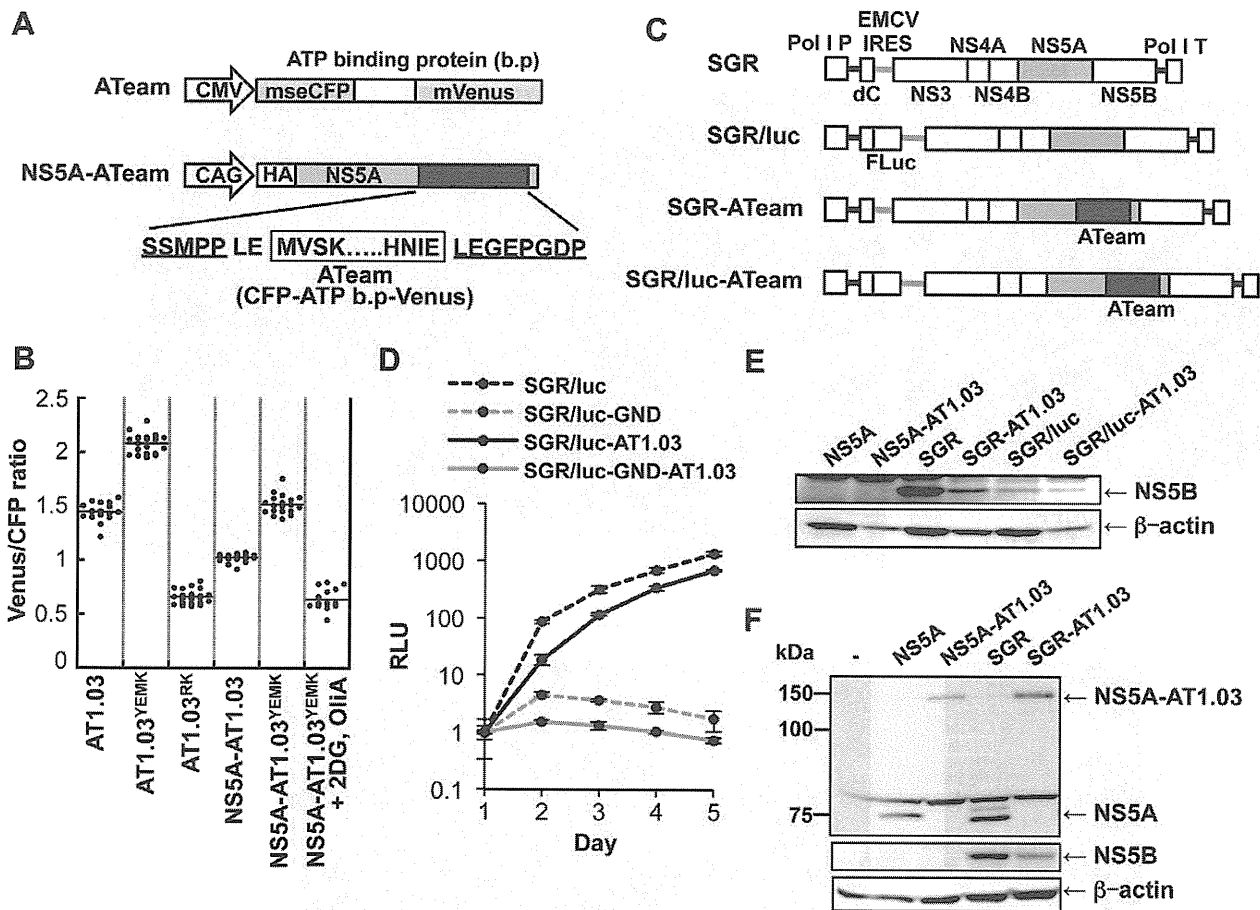 A
ATP binding protein (b.p)
ATeam
CMV
mseCFP
mVenus
NS5A-ATeam
CAG
HA
NS5A
SSMPP LE MVSK.....HNIE LEGEPGDP
ATeam
(CFP-ATP b.p-Venus)
C
EMCV
Pol I P IRES NS4A NS5A Pol I T
SGR
dC NS3 NS4B NS5B
SGR/luc
FLuc
SGR-ATeam
ATeam
SGR/luc-ATeam
ATeam
B
Venus/CFP ratio
2.5
2
1.5
1
0.5
0
AT1.03
AT1.03YEMK
AT1.03RK
NS5A-AT1.03
NS5A-AT1.03YEMK
NS5A-AT1.03YEMK
+ 2DG, OliA
D
SGR/luc
SGR/luc-GND
SGR/luc-AT1.03
SGR/luc-GND-AT1.03
RLU
10000
1000
100
10
1
0.1
1 2 3 4 5
Day
E
NS5A
NS5A-AT1.03
SGR
SGR-AT1.03
SGR/luc
SGR/luc-AT1.03
← NS5B
← β-actin
F
kDa
-
NS5A
NS5A-AT1.03
SGR
SGR-AT1.03
150
← NS5A-AT1.03
100
75
← NS5A
← NS5B
← β-actin